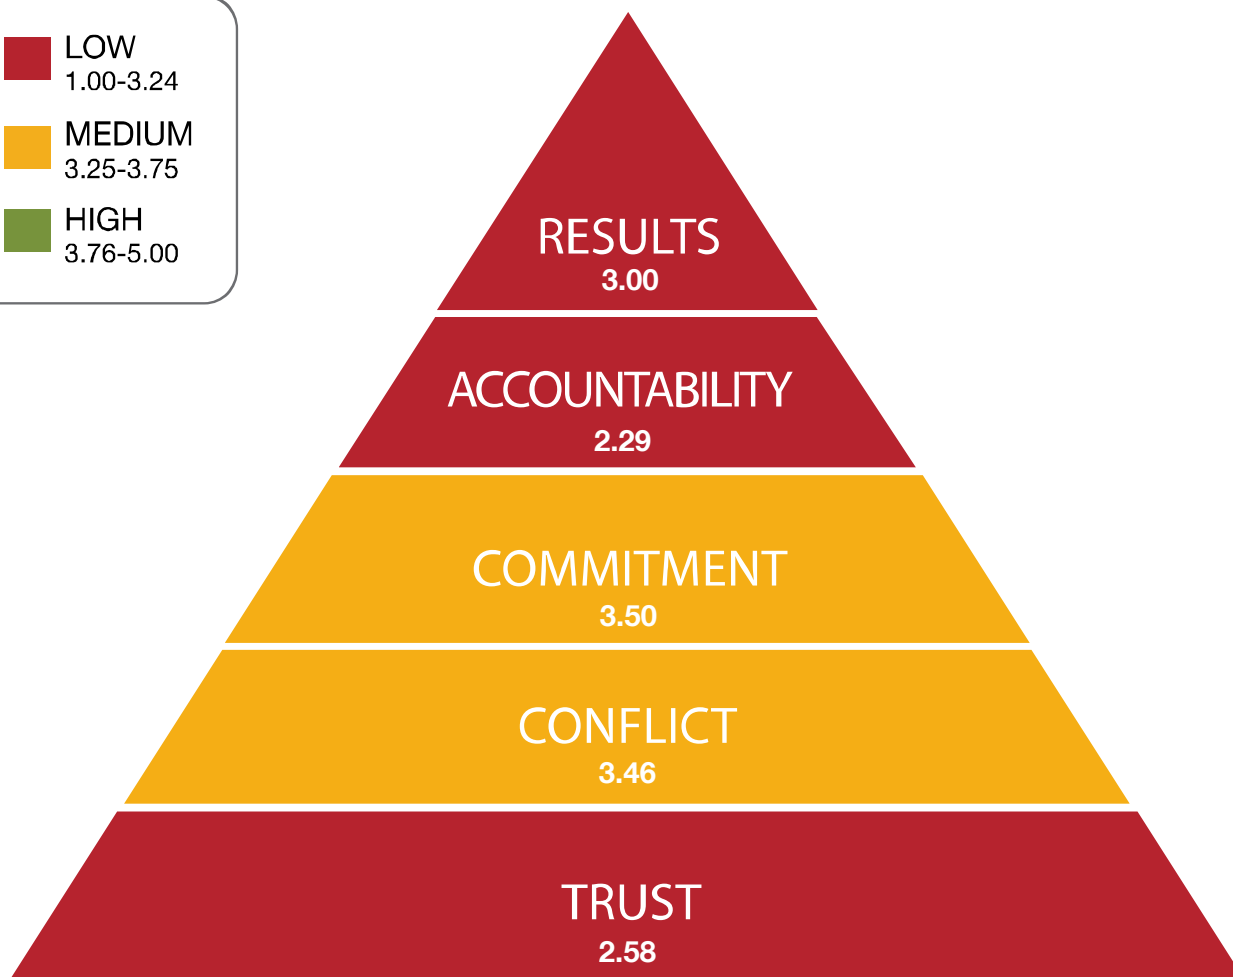 LOW
1.00-3.24
MEDIUM
3.25-3.75
HIGH
3.76-5.00
RESULTS
3.00
ACCOUNTABILITY
2.29
COMMITMENT
3.50
CONFLICT
3.46
TRUST
2.58